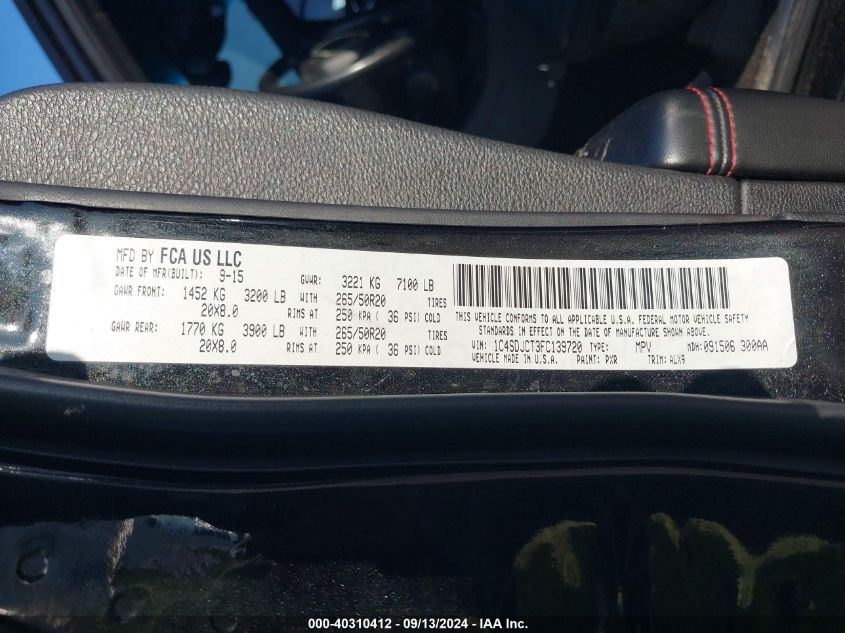 MFD BY FCA US LLC
DATE OF MFR(BUILT): 9-15 GVWR: 3221 KG 7100 LB
GAWR FRONT: 1452 KG 3200 LB WITH 265/50R20 TIRES
20X8.0 RIMS AT 250 KPA ( 36 PSI) COLD
GAWR REAR: 1770 KG 3900 LB WITH 265/50R20 TIRES
20X8.0 RIMS AT 250 KPA ( 36 PSI) COLD
THIS VEHICLE CONFORMS TO ALL APPLICABLE U.S.A. FEDERAL MOTOR VEHICLE SAFETY
STANDARDS IN EFFECT ON THE DATE OF MANUFACTURE SHOWN ABOVE.
VIN: 1C4SDJCT3FC139720 TYPE: MPV MDH:091506 300AA
VEHICLE MADE IN U.S.A. PAINT: PXR TRIM: ALX9
000-40310412 - 09/13/2024 - IAA Inc.